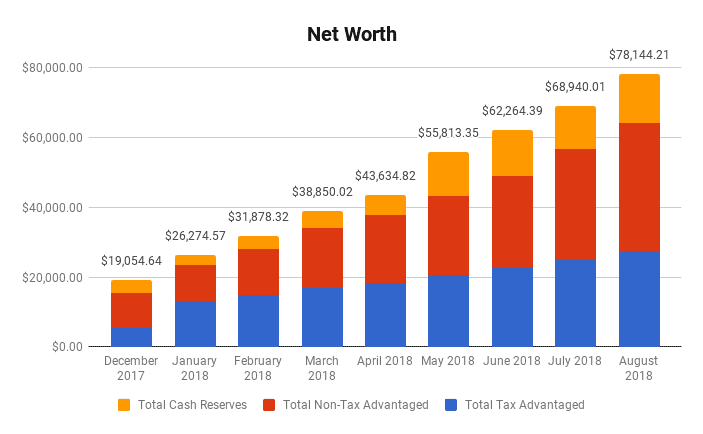 Net Worth
$80,000.00
$60,000.00
$40,000.00
$20,000.00
$0.00
$19,054.64
$26,274.57
$31,878.32
$38,850.02
$43,634.82
$55,813.35
$62,264.39
$68,940.01
$78,144.21
December
2017
January
2018
February
2018
March
2018
April 2018
May 2018
June 2018
July 2018
August
2018
Total Cash Reserves
Total Non-Tax Advantaged
Total Tax Advantaged